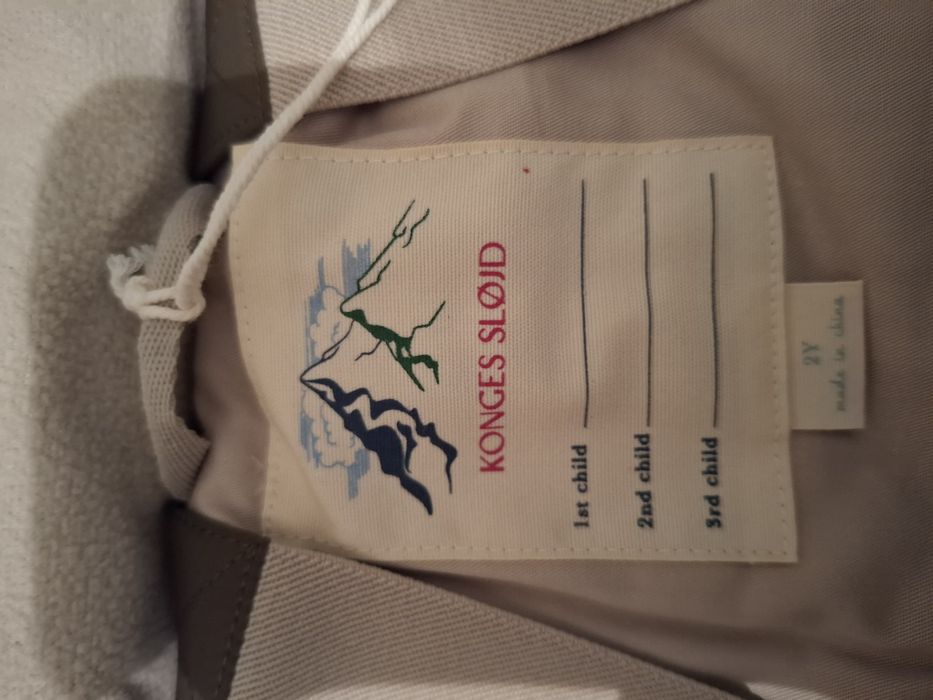 KONGES SLØJD
1st child
2nd child
3rd child
2Y
made in china